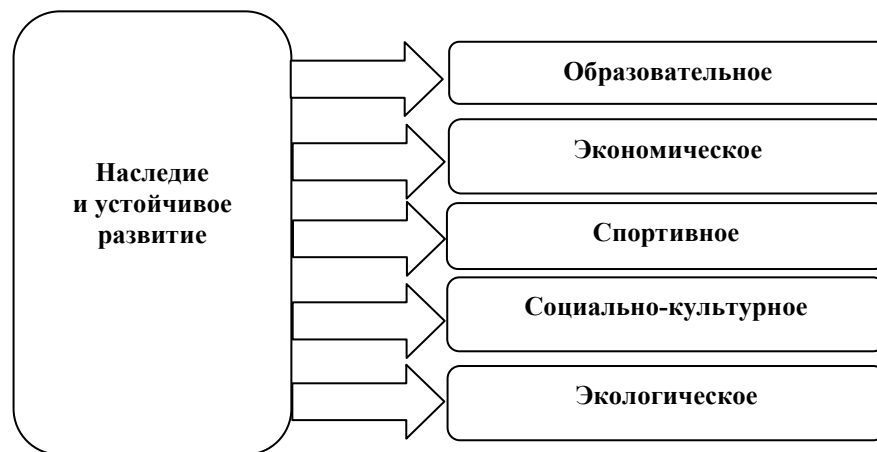 Наследие
и устойчивое
развитие
Образовательное
Экономическое
Спортивное
Социально-культурное
Экологическое